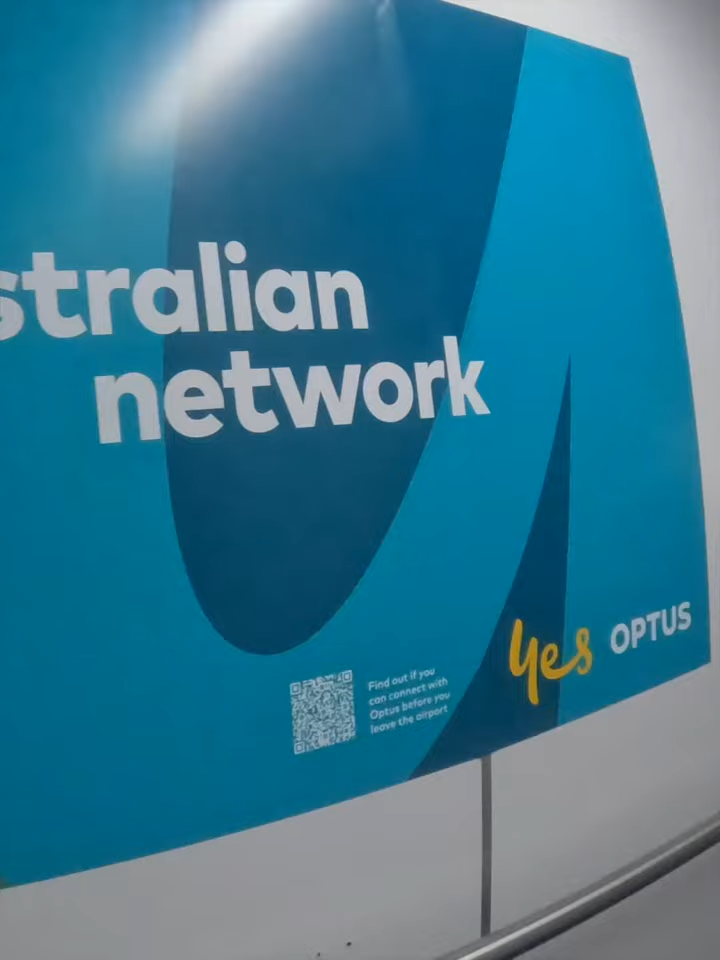 stralian
network
Find out if you
can connect with
Optus before you
leave the airport
yes OPTUS